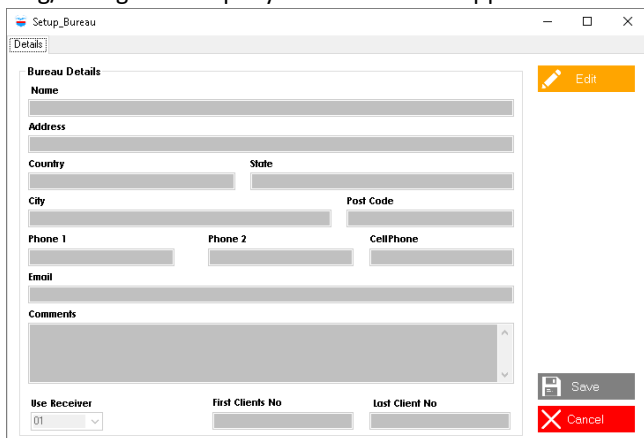 Setup_Bureau
Details
Bureau Details
Edit
Name
Address
Country State
City Post Code
Phone 1 Phone 2 CellPhone
Email
Comments
Use Receiver First Clients No Last Client No
01
Save
Cancel